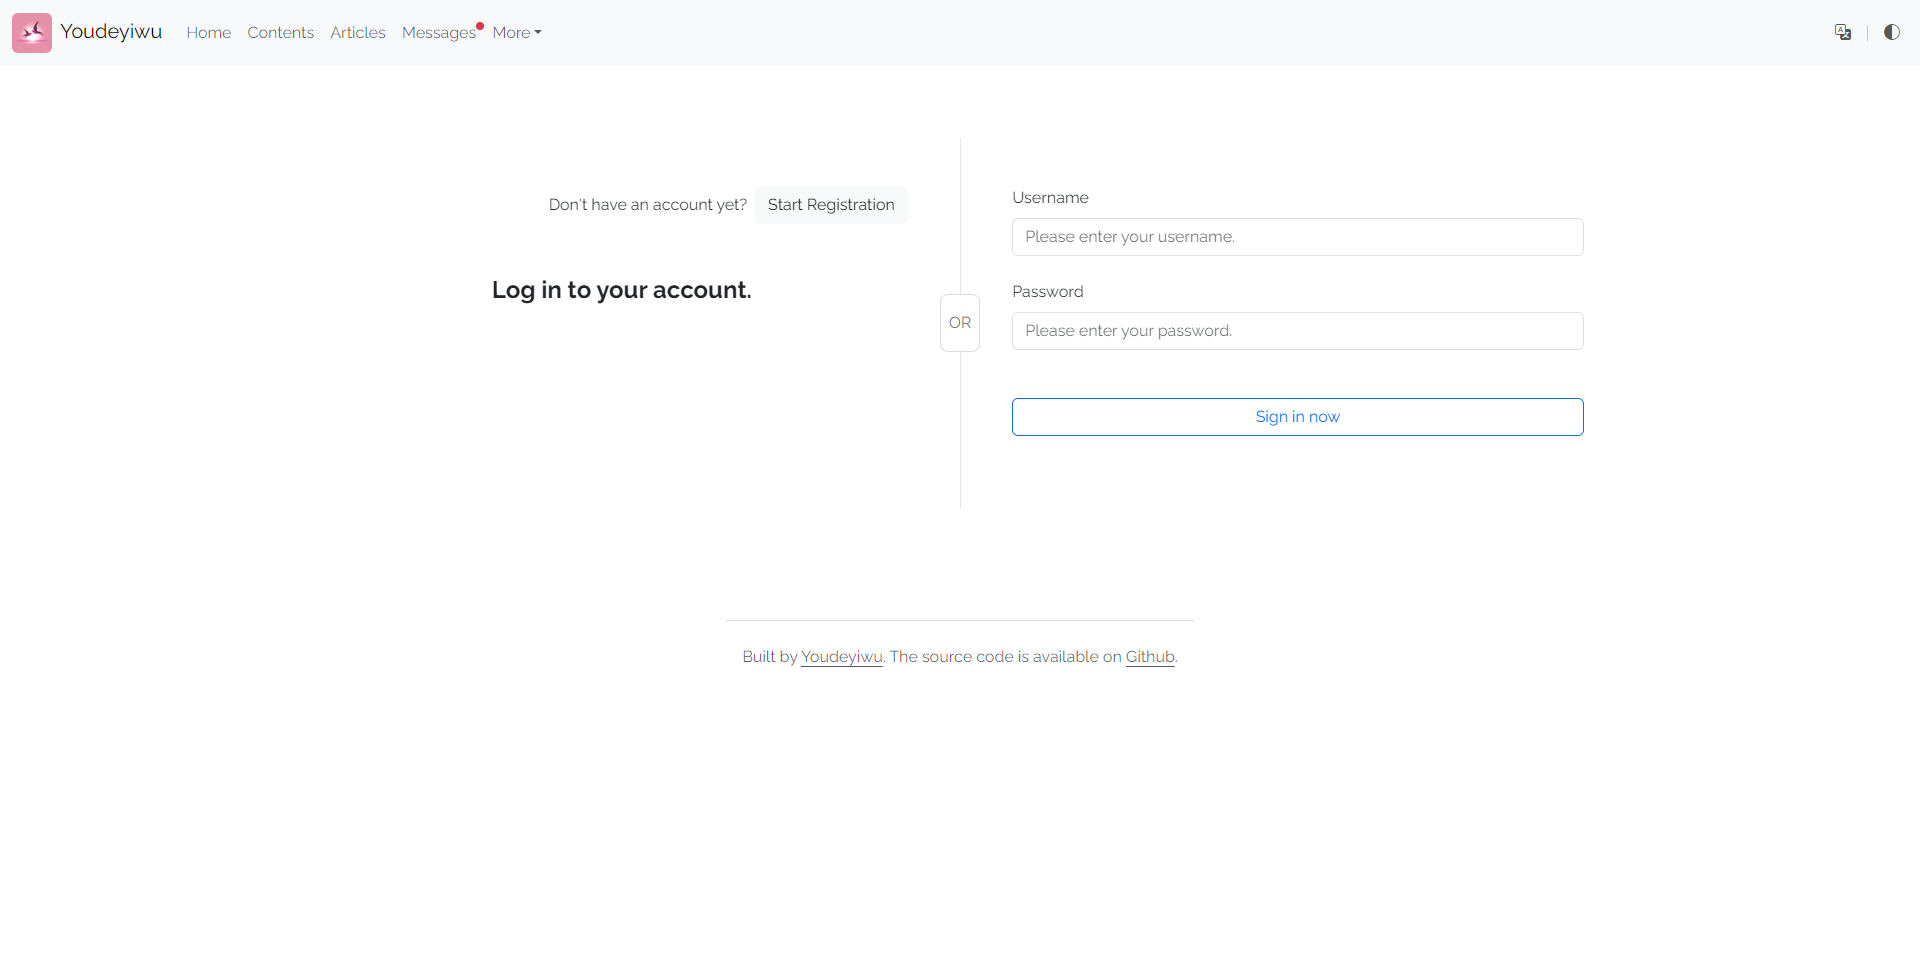 Youdeyiwu
Home
Contents
Articles
Messages
More
Don't have an account yet?
Start Registration
Log in to your account.
OR
Username
Please enter your username.
Password
Please enter your password.
Sign in now
Built by Youdeyiwu. The source code is available on Github.